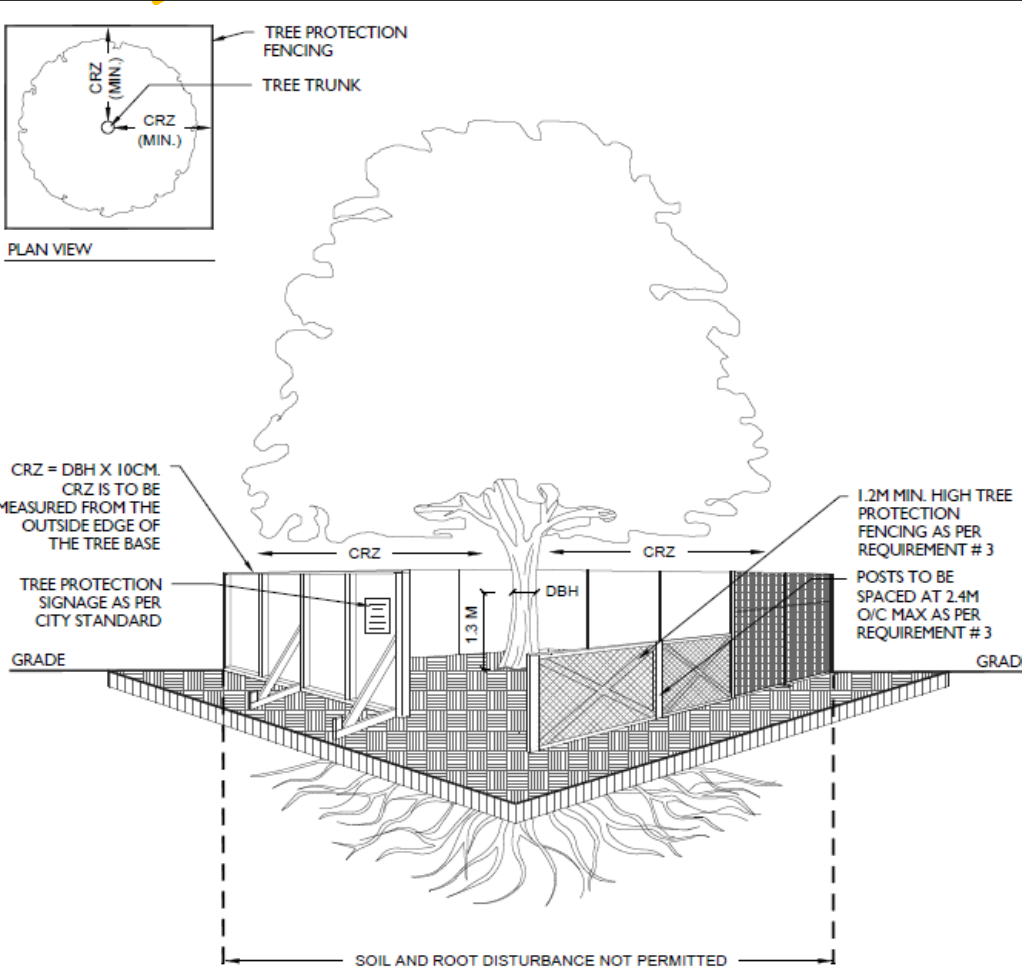 TREE PROTECTION
FENCING
TREE TRUNK
CRZ
(MIN.)
CRZ
(MIN.)
PLAN VIEW
CRZ = DBH X 10CM.
CRZ IS TO BE
MEASURED FROM THE
OUTSIDE EDGE OF
THE TREE BASE
TREE PROTECTION
SIGNAGE AS PER
CITY STANDARD
GRADE
CRZ
CRZ
DBH
1.3 M
1.2M MIN. HIGH TREE
PROTECTION
FENCING AS PER
REQUIREMENT # 3
POSTS TO BE
SPACED AT 2.4M
O/C MAX AS PER
REQUIREMENT # 3
GRAD
SOIL AND ROOT DISTURBANCE NOT PERMITTED